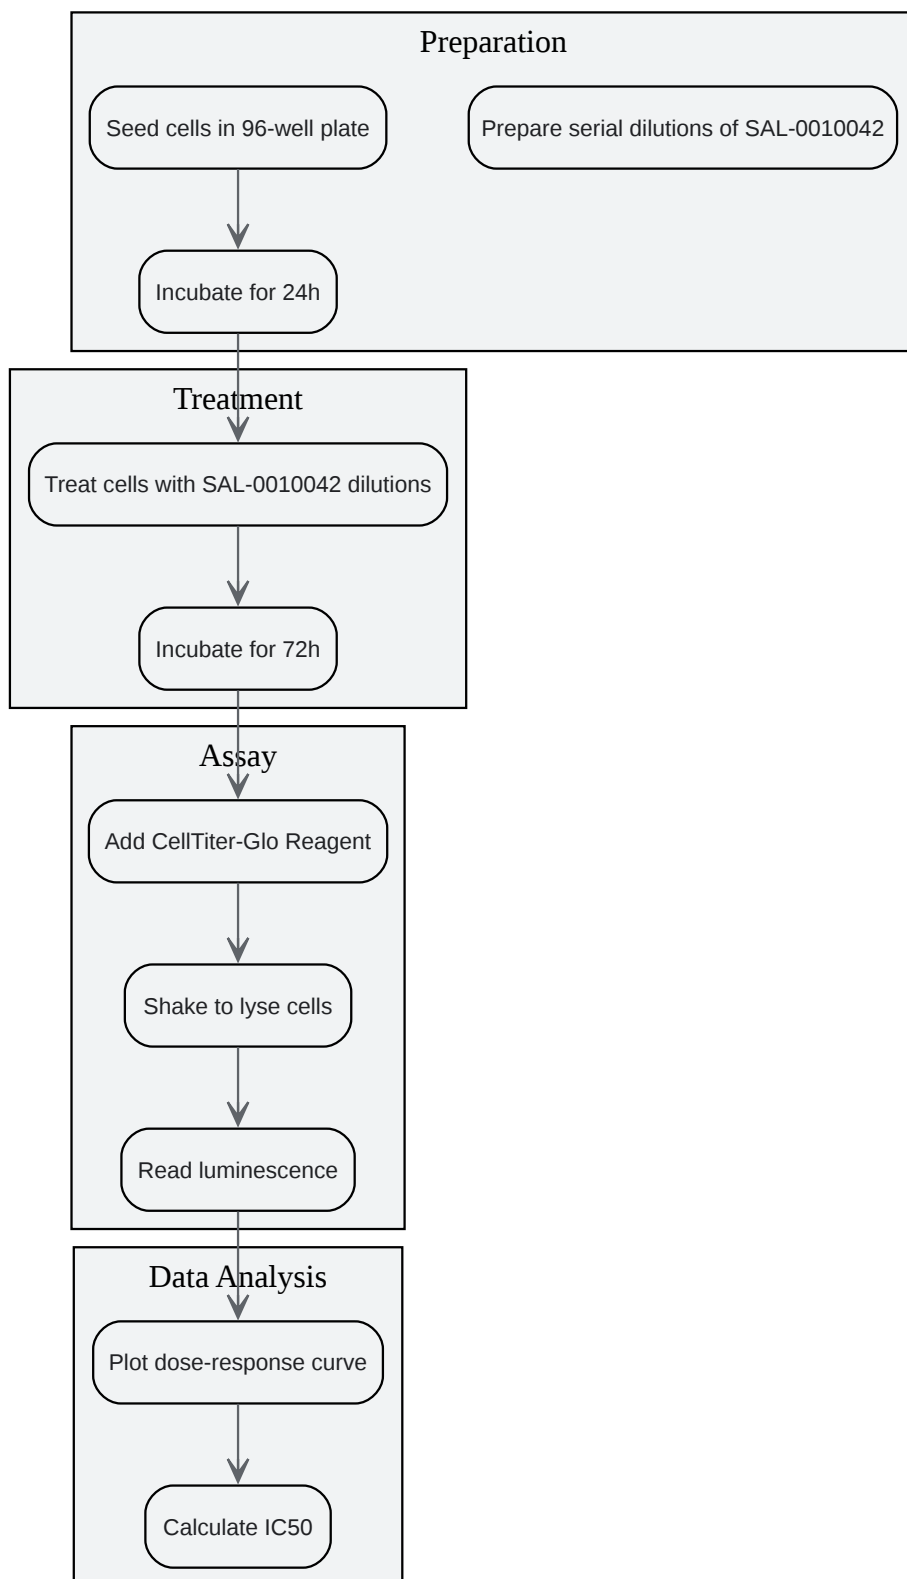 Preparation
Seed cells in 96-well plate
Prepare serial dilutions of SAL-0010042
Incubate for 24h
Treatment
Treat cells with SAL-0010042 dilutions
Incubate for 72h
Assay
Add CellTiter-Glo Reagent
Shake to lyse cells
Read luminescence
Data Analysis
Plot dose-response curve
Calculate IC50